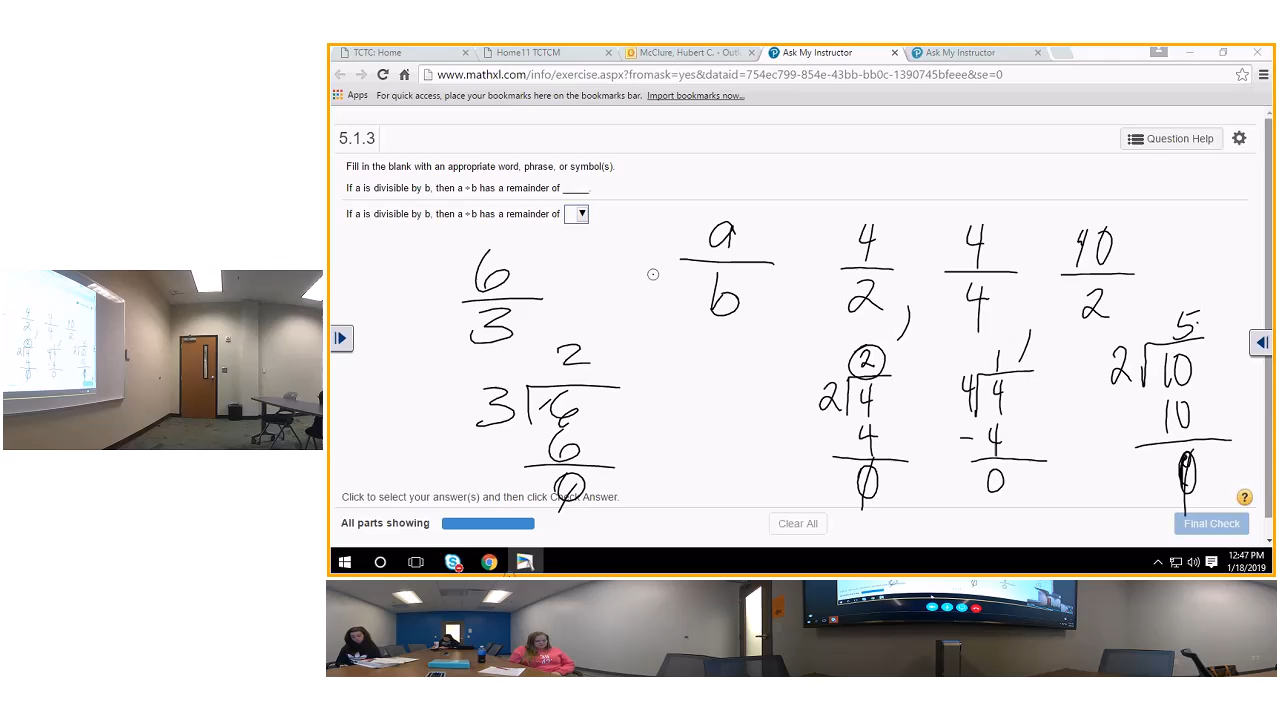 TCTC: Home
Home11 TCTCM
McClure, Hubert C. - Outl
Ask My Instructor
Ask My Instructor
www.mathxl.com/info/exercise.aspx?fromask=yes&dataid=754ec799-854e-43bb-bb0c-1390745bfeee&se=0
Apps For quick access, place your bookmarks here on the bookmarks bar. Import bookmarks now...
5.1.3
Question Help
Fill in the blank with an appropriate word, phrase, or symbol(s).
If a is divisible by b, then a ÷ b has a remainder of _____.
If a is divisible by b, then a ÷ b has a remainder of
6
3
a
b
4
2 ,
4
4 ,
10
2
2
3 6
6
0
2
2 4
4
0
1
4 4
- 4
0
5
2 10
10
0
Click to select your answer(s) and then click Check Answer.
?
All parts showing
Clear All
Final Check
12:47 PM
1/18/2019